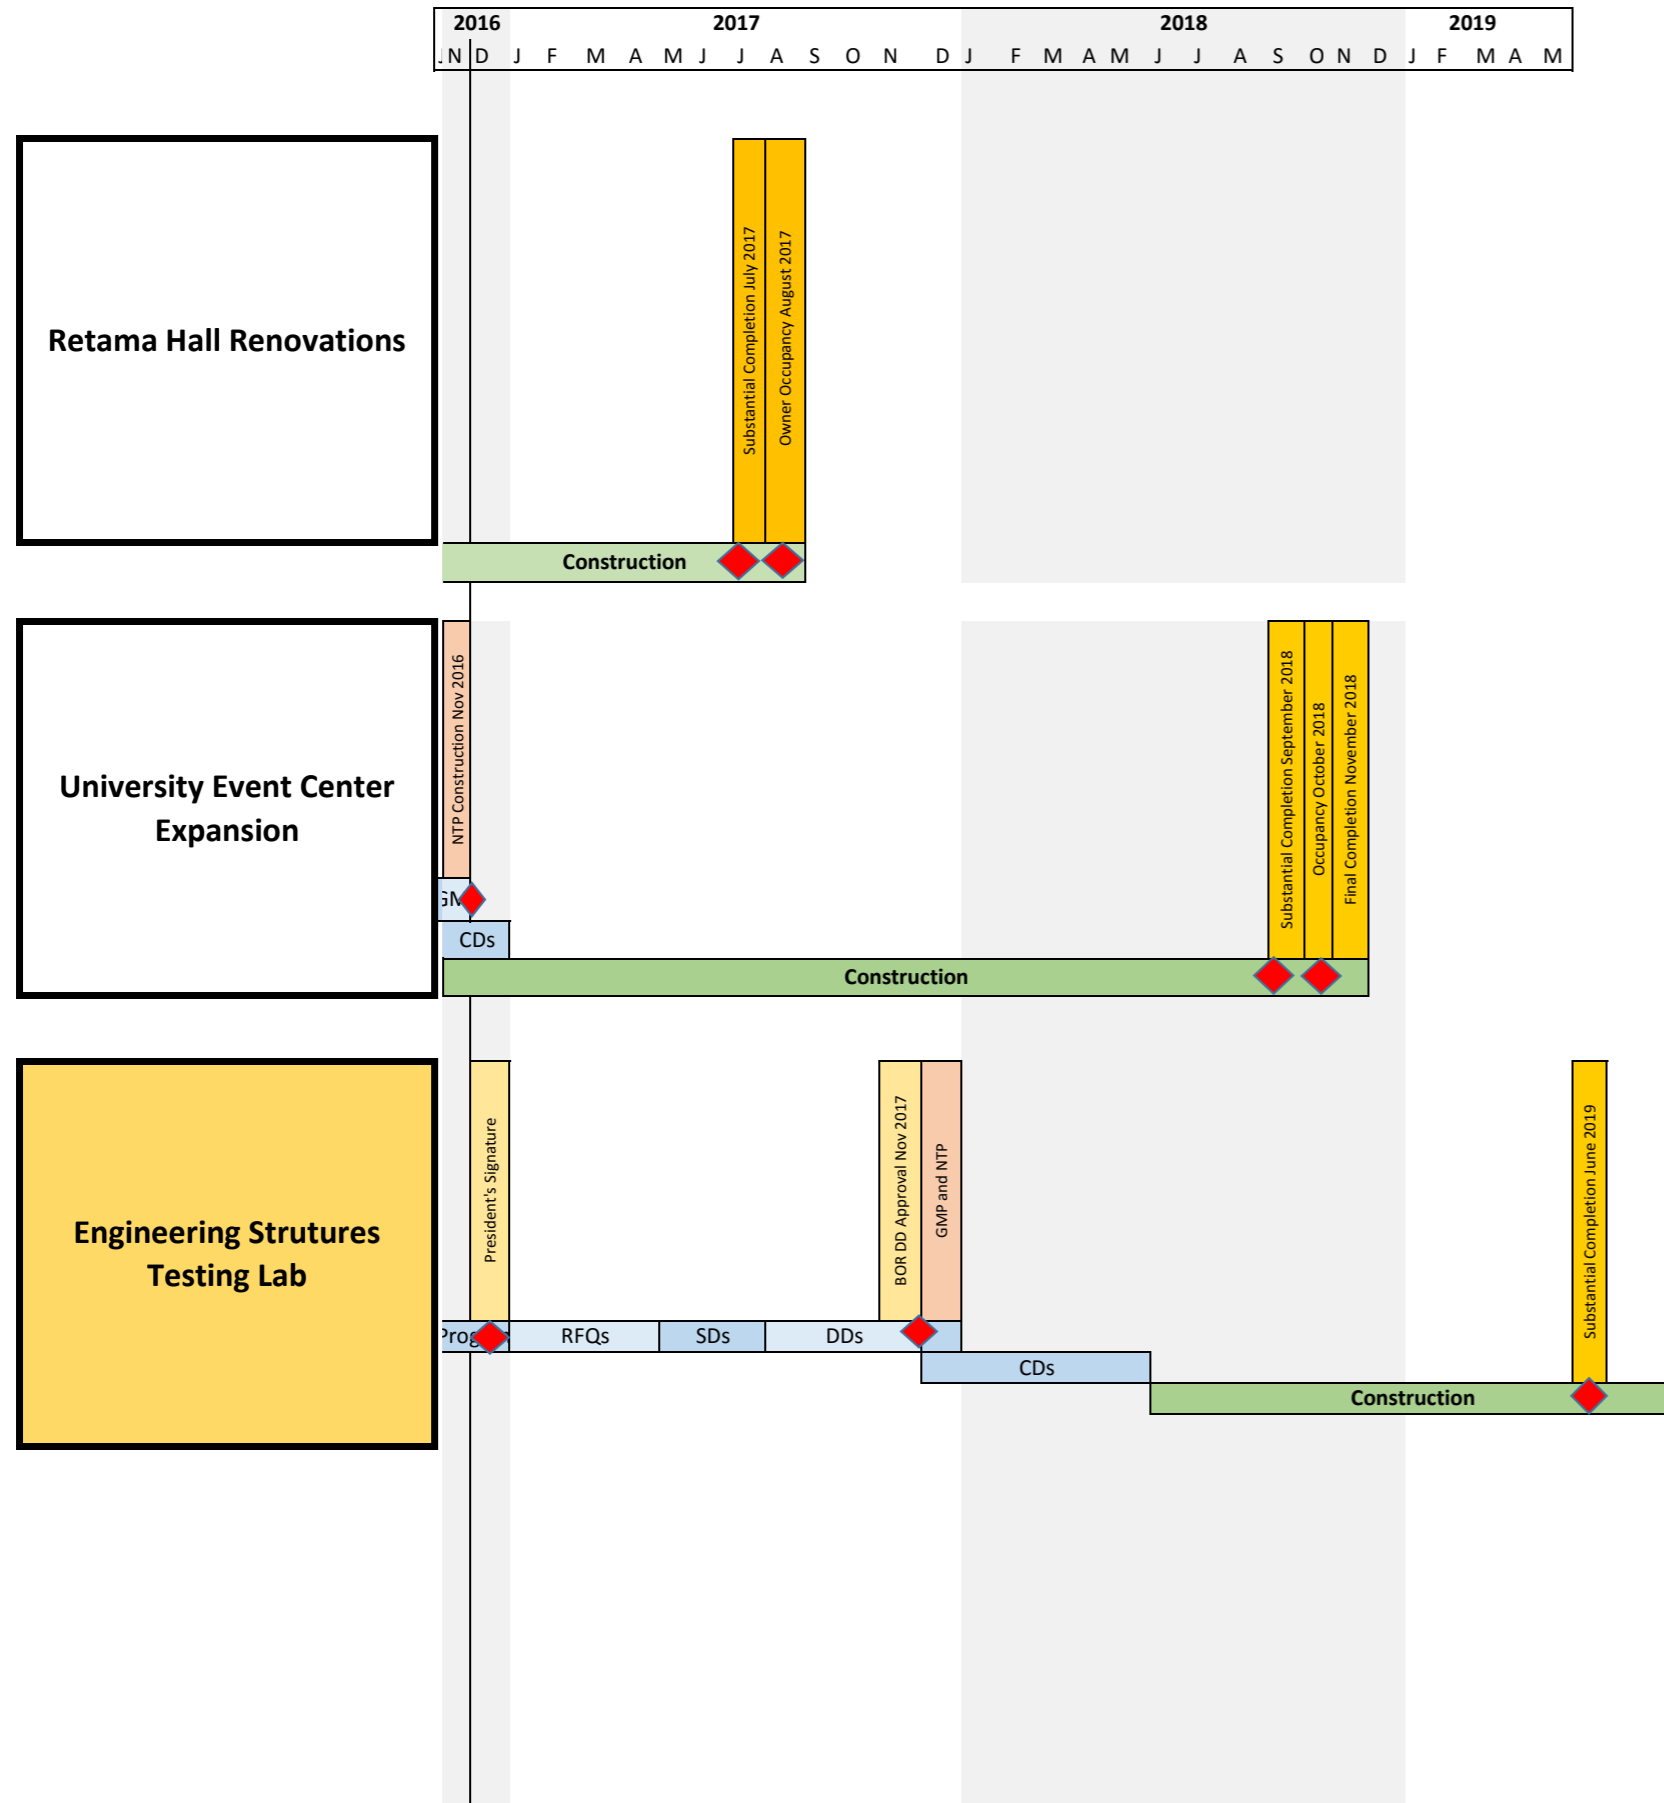 2016 2017 2018 2019
J N D J F M A M J J A S O N D J F M A M J J A S O N D J F M A M
Substantial Completion July 2017
Owner Occupancy August 2017
Retama Hall Renovations
Construction
NTP Construction Nov 2016
Substantial Completion September 2018
Occupancy October 2018
Final Completion November 2018
University Event Center
Expansion
CDs
Construction
President's Signature
BOR DD Approval Nov 2017
GMP and NTP
Substantial Completion June 2019
Engineering Strutures
Testing Lab
RFQs SDs DDs
CDs
Construction